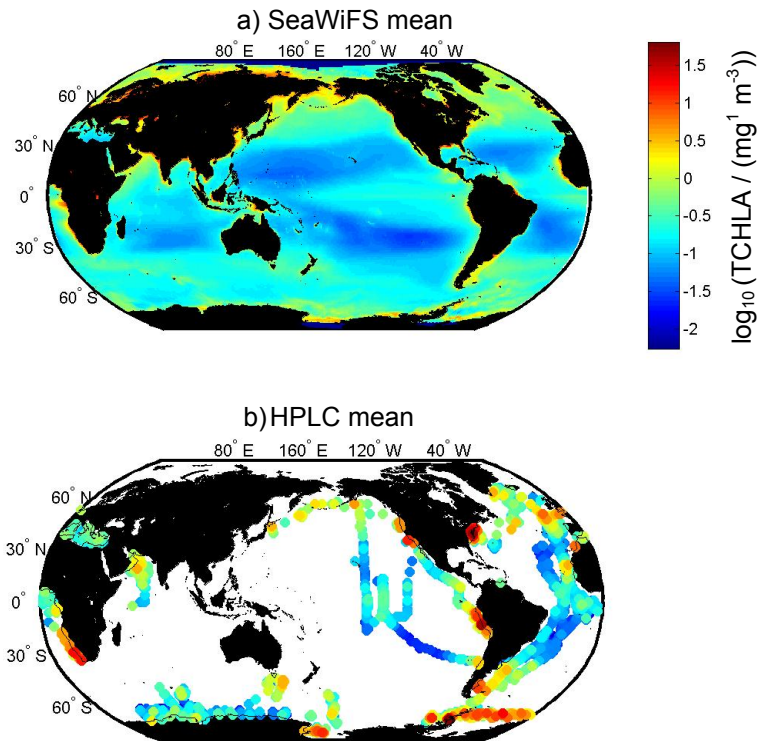 a) SeaWiFS mean
80° E 160° E 120° W 40° W
60° N
30° N
0°
30° S
60° S
1.5
1
0.5
0
-0.5
-1
-1.5
-2
log₁₀ (TCHLA / (mg¹ m⁻³))
b) HPLC mean
80° E 160° E 120° W 40° W
60° N
30° N
0°
30° S
60° S